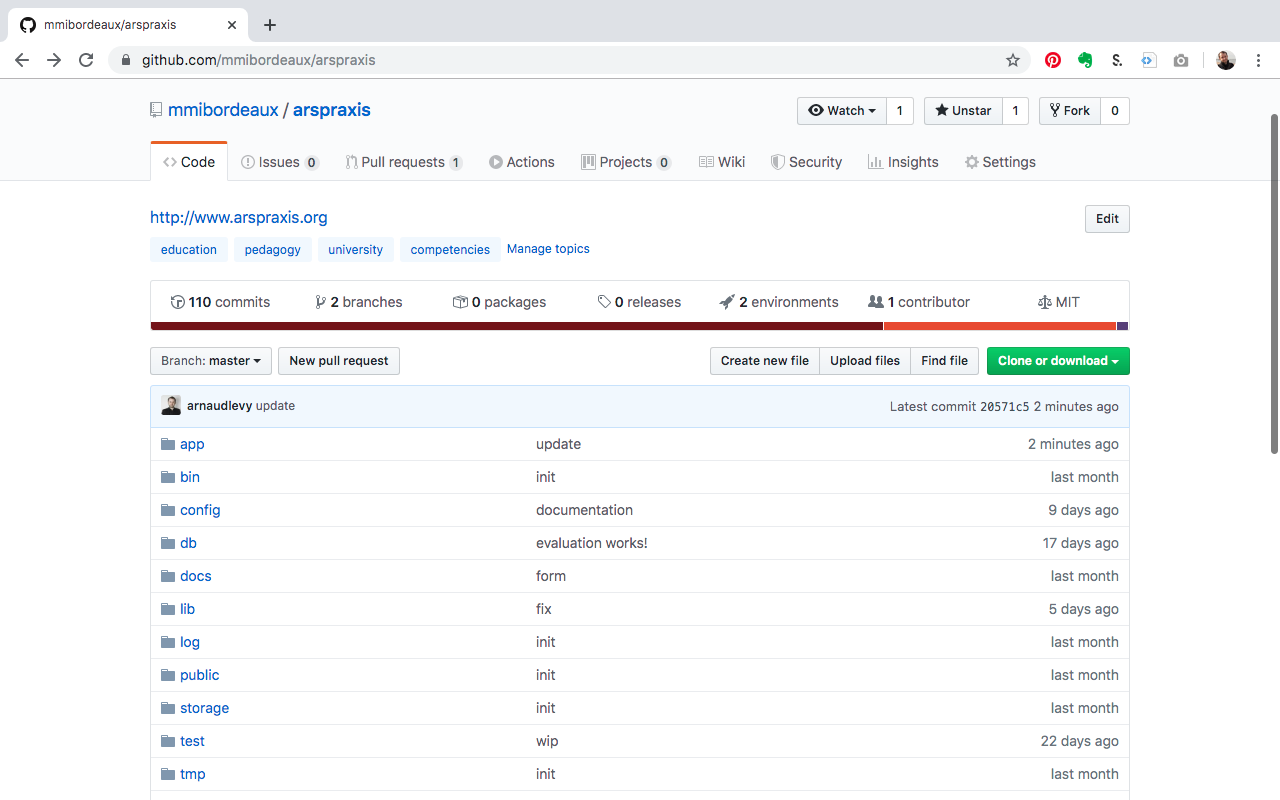 mmibordeaux/arspraxis
github.com/mmibordeaux/arspraxis
S.
mmibordeaux / arspraxis
Watch 1
Unstar 1
Fork 0
Code
Issues 0
Pull requests 1
Actions
Projects 0
Wiki
Security
Insights
Settings
http://www.arspraxis.org
Edit
education
pedagogy
university
competencies
Manage topics
110 commits
2 branches
0 packages
0 releases
2 environments
1 contributor
MIT
Branch: master
New pull request
Create new file
Upload files
Find file
Clone or download
arnaudlevy update
Latest commit 20571c5 2 minutes ago
app update 2 minutes ago
bin init last month
config documentation 9 days ago
db evaluation works! 17 days ago
docs form last month
lib fix 5 days ago
log init last month
public init last month
storage init last month
test wip 22 days ago
tmp init last month